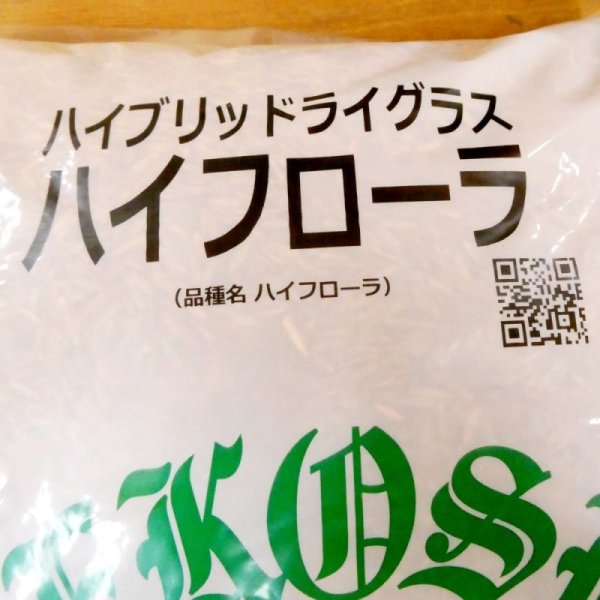 ハイブリッドライグラス
ハイフローラ
（品種名 ハイフローラ）
KOS